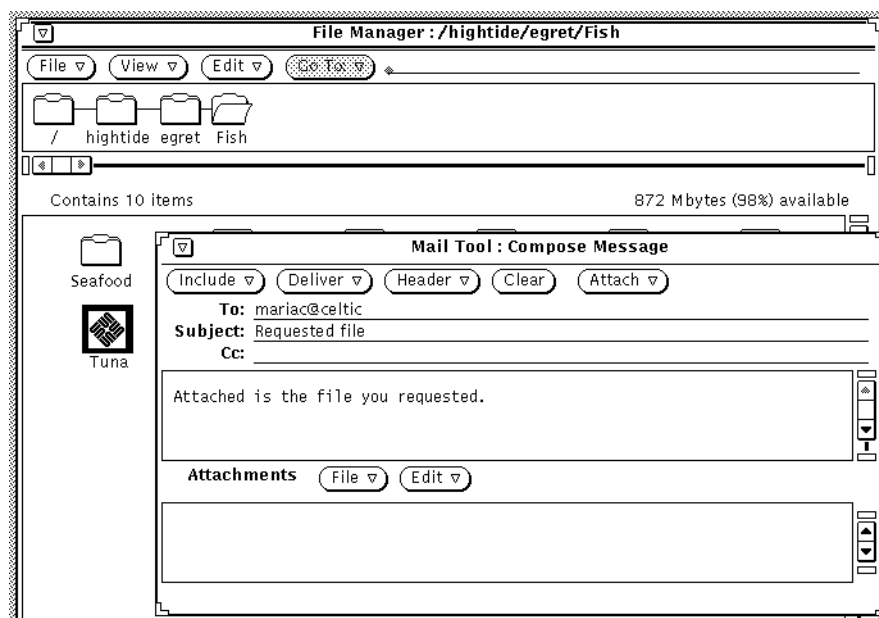 File Manager : /hightide/egret/Fish
File View Edit Go To:
/ hightide egret Fish
Contains 10 items 872 Mbytes (98%) available
Seafood
Tuna
Mail Tool : Compose Message
Include Deliver Header Clear Attach
To: mariac@celtic
Subject: Requested file
Cc:
Attached is the file you requested.
Attachments File Edit